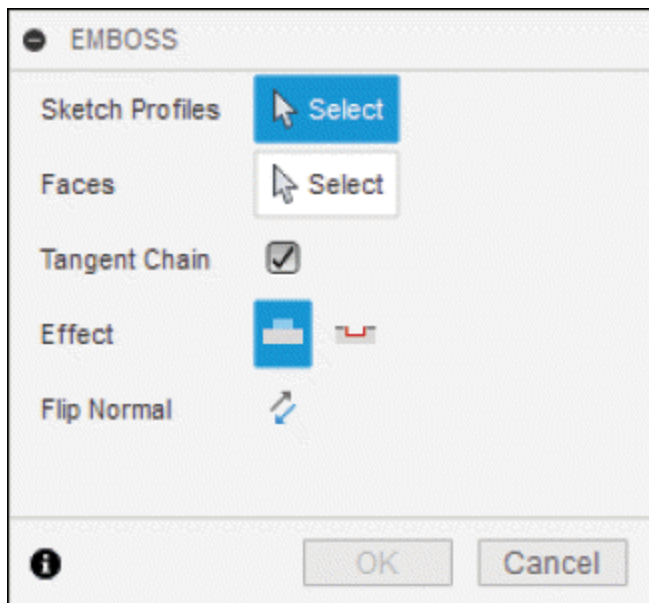 EMBOSS
Sketch Profiles Select
Faces Select
Tangent Chain
Effect
Flip Normal
OK Cancel